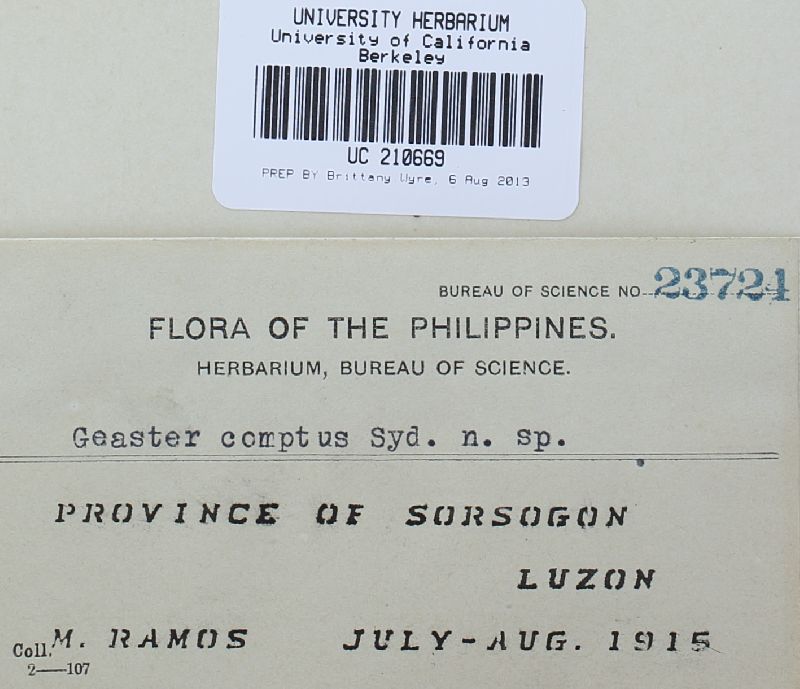 UNIVERSITY HERBARIUM
University of California
Berkeley
UC 210669
PREP BY Brittany Wyre, 6 Aug 2013
BUREAU OF SCIENCE NO. 23724
FLORA OF THE PHILIPPINES.
HERBARIUM, BUREAU OF SCIENCE.
Geaster comptus Syd. n. sp.
PROVINCE OF SORSOGON
LUZON
Coll. M. RAMOS JULY-AUG. 1915
2—107